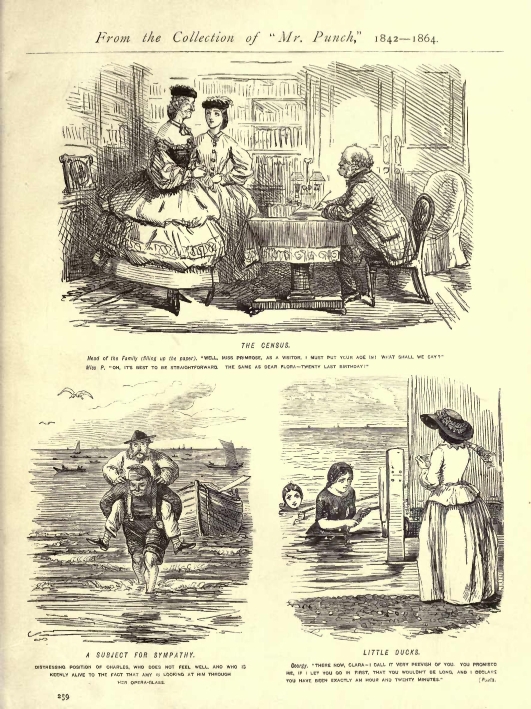 From the Collection of "Mr. Punch," 1842—1864.
THE CENSUS.
Head of the Family (filling up the paper). "WELL, MISS PRIMROSE, AS A VISITOR, I MUST PUT YOUR AGE IN! WHAT SHALL WE SAY?"
Miss P. "OH, IT'S BEST TO BE STRAIGHTFORWARD. THE SAME AS DEAR FLORA—TWENTY LAST BIRTHDAY!"
A SUBJECT FOR SYMPATHY.
DISTRESSING POSITION OF CHARLES, WHO DOES NOT FEEL WELL, AND WHO IS
KEENLY ALIVE TO THE FACT THAT AMY IS LOOKING AT HIM THROUGH
HER OPERA-GLASS.
LITTLE DUCKS.
Georgy. "THERE NOW, CLARA—I CALL IT VERY PEEVISH OF YOU. YOU PROMISED
ME, IF I LET YOU GO IN FIRST, THAT YOU WOULDN'T BE LONG, AND I DECLARE
YOU HAVE BEEN EXACTLY AN HOUR AND TWENTY MINUTES." [Pouts.
259